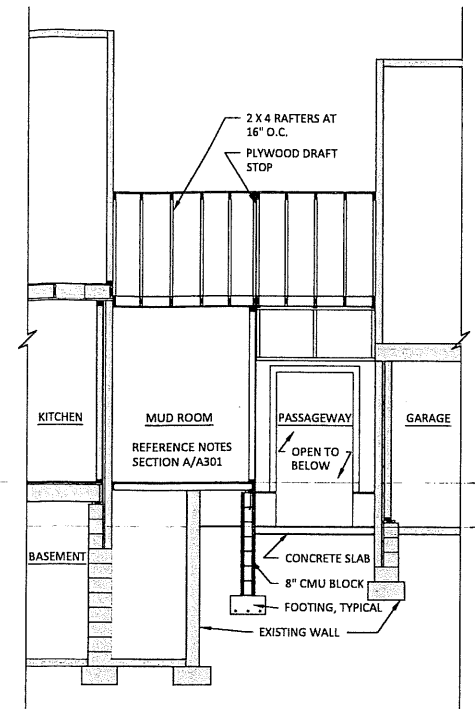 2 X 4 RAFTERS AT
16" O.C.
PLYWOOD DRAFT
STOP
KITCHEN
MUD ROOM
PASSAGEWAY
GARAGE
REFERENCE NOTES
SECTION A/A301
OPEN TO
BELOW
BASEMENT
CONCRETE SLAB
8" CMU BLOCK
FOOTING, TYPICAL
EXISTING WALL